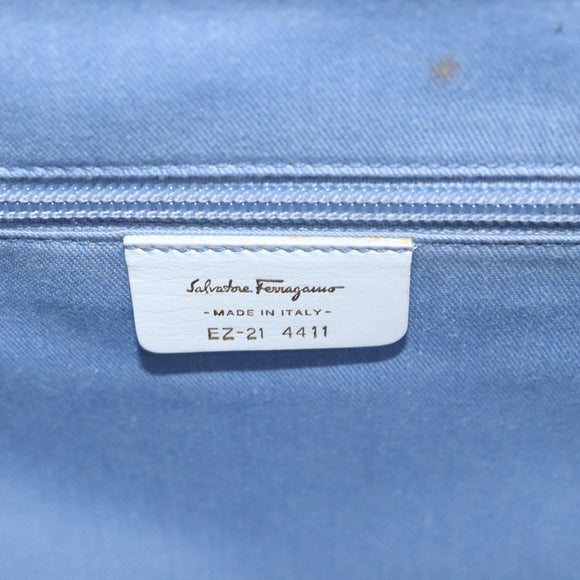 Salvatore Ferragamo
- MADE IN ITALY -
EZ-21 4411